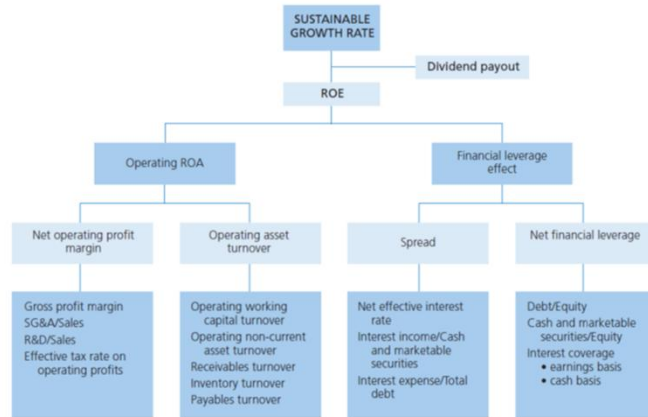 SUSTAINABLE
GROWTH RATE
Dividend payout
ROE
Operating ROA
Financial leverage
effect
Net operating profit
margin
Operating asset
turnover
Spread
Net financial leverage
Gross profit margin
SG&A/Sales
R&D/Sales
Effective tax rate on
operating profits
Operating working
capital turnover
Operating non-current
asset turnover
Receivables turnover
Inventory turnover
Payables turnover
Net effective interest
rate
Interest income/Cash
and marketable
securities
Interest expense/Total
debt
Debt/Equity
Cash and marketable
securities/Equity
Interest coverage
• earnings basis
• cash basis